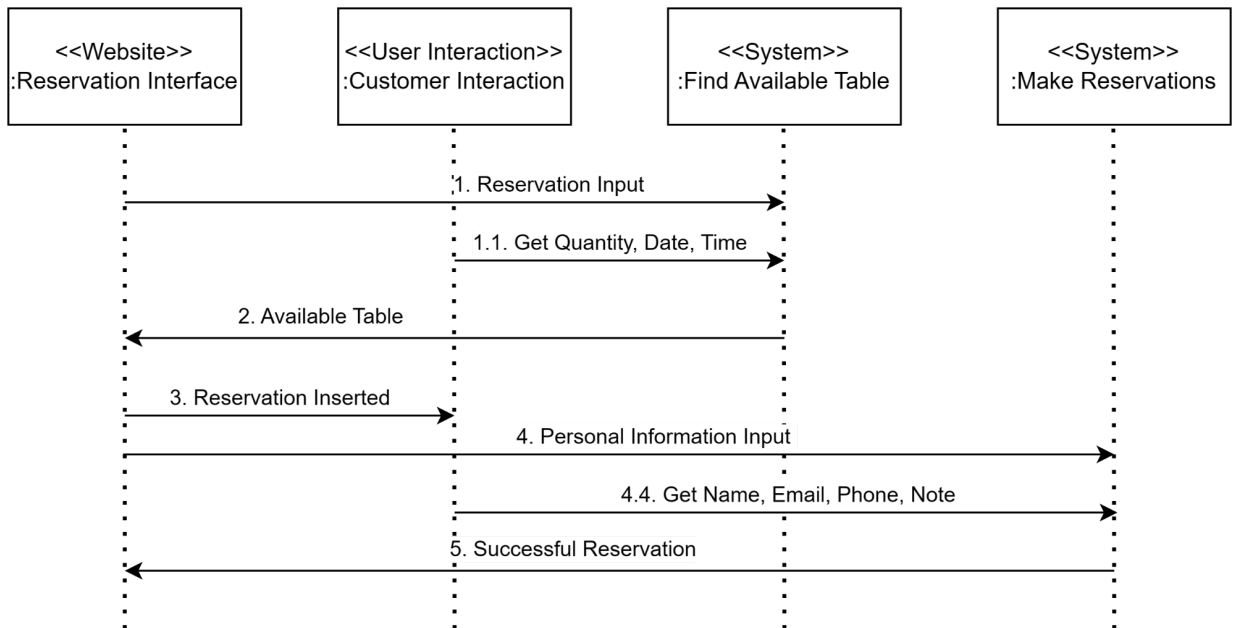 <<Website>>
:Reservation Interface
<<User Interaction>>
:Customer Interaction
<<System>>
:Find Available Table
<<System>>
:Make Reservations
1. Reservation Input
1.1. Get Quantity, Date, Time
2. Available Table
3. Reservation Inserted
4. Personal Information Input
4.4. Get Name, Email, Phone, Note
5. Successful Reservation